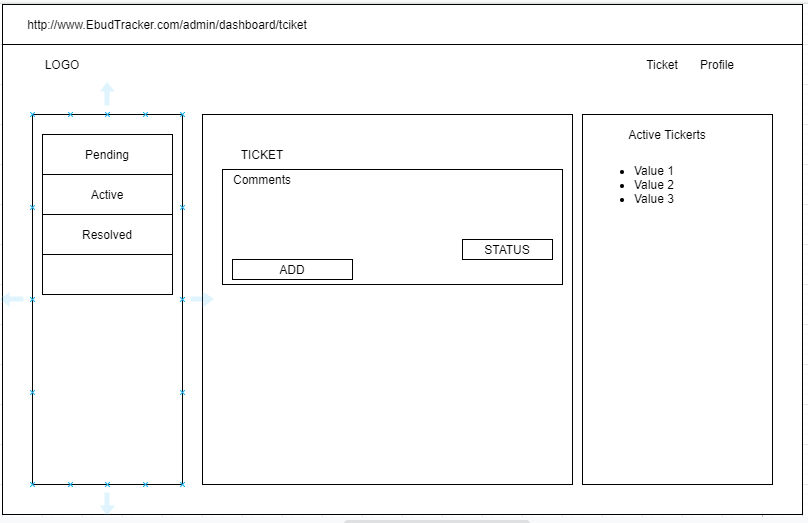 http://www.EbudTracker.com/admin/dashboard/tciket
LOGO
Ticket
Profile
Pending
Active
Resolved
TICKET
Comments
STATUS
ADD
Active Tickerts
Value 1
Value 2
Value 3